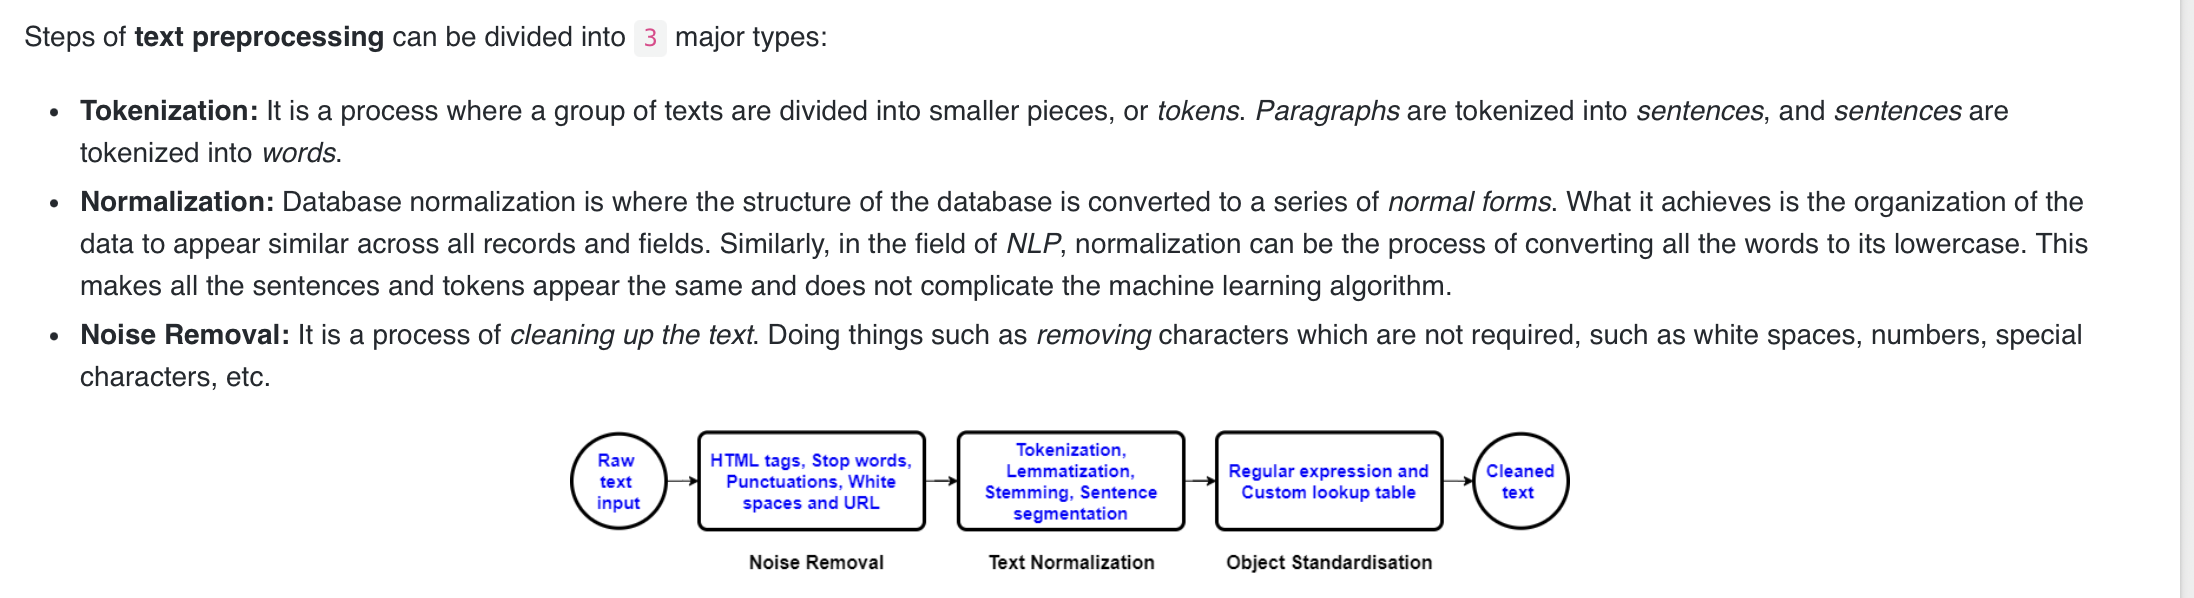 Steps of text preprocessing can be divided into 3 major types:
• Tokenization: It is a process where a group of texts are divided into smaller pieces, or tokens. Paragraphs are tokenized into sentences, and sentences are
tokenized into words.
• Normalization: Database normalization is where the structure of the database is converted to a series of normal forms. What it achieves is the organization of the
data to appear similar across all records and fields. Similarly, in the field of NLP, normalization can be the process of converting all the words to its lowercase. This
makes all the sentences and tokens appear the same and does not complicate the machine learning algorithm.
• Noise Removal: It is a process of cleaning up the text. Doing things such as removing characters which are not required, such as white spaces, numbers, special
characters, etc.
Raw
text
input
HTML tags, Stop words,
Punctuations, White
spaces and URL
Noise Removal
Tokenization,
Lemmatization,
Stemming, Sentence
segmentation
Text Normalization
Regular expression and
Custom lookup table
Object Standardisation
Cleaned
text